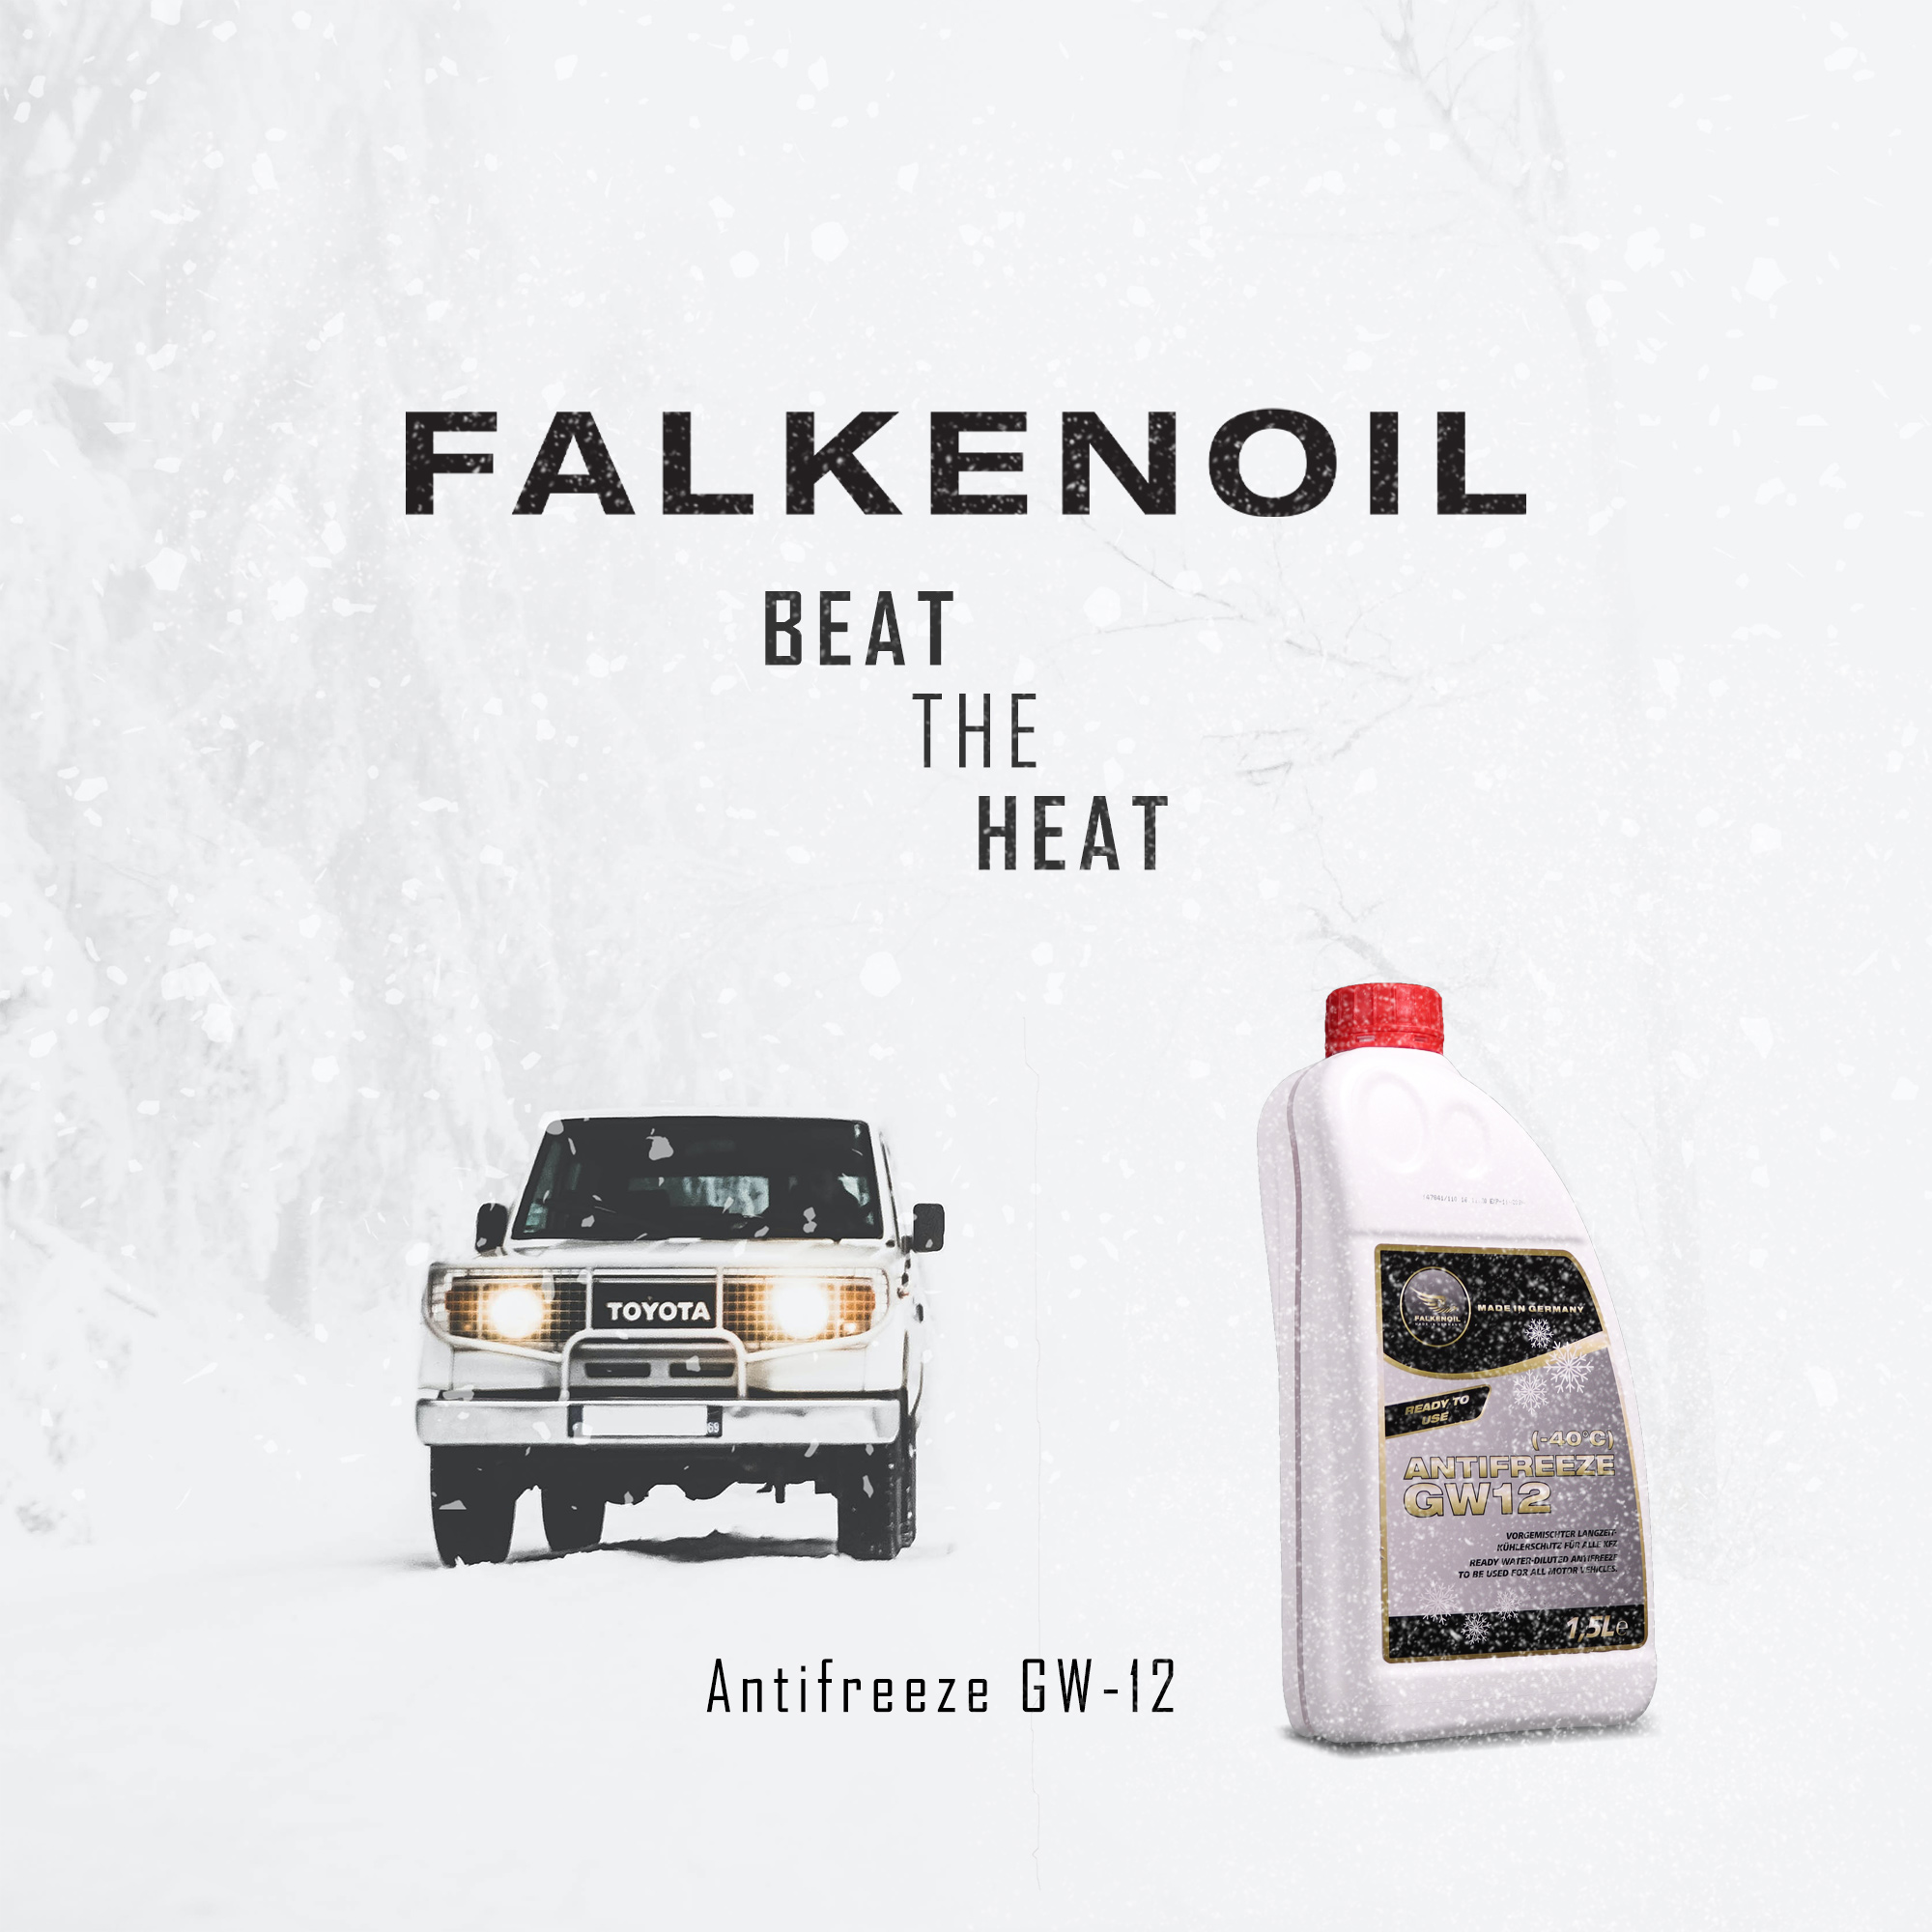 FALKENOIL
BEAT
THE
HEAT
TOYOTA
69
MADE IN GERMANY
FALKENOIL
READY TO
USE
(-40°C)
ANTIFREEZE
GW12
VORGEMISCHTER LANGZEIT-
KÜHLERSCHUTZ FÜR ALLE KFZ
READY WATER-DILUTED ANTIFREEZE
TO BE USED FOR ALL MOTOR VEHICLES.
1,5L℮
Antifreeze GW-12